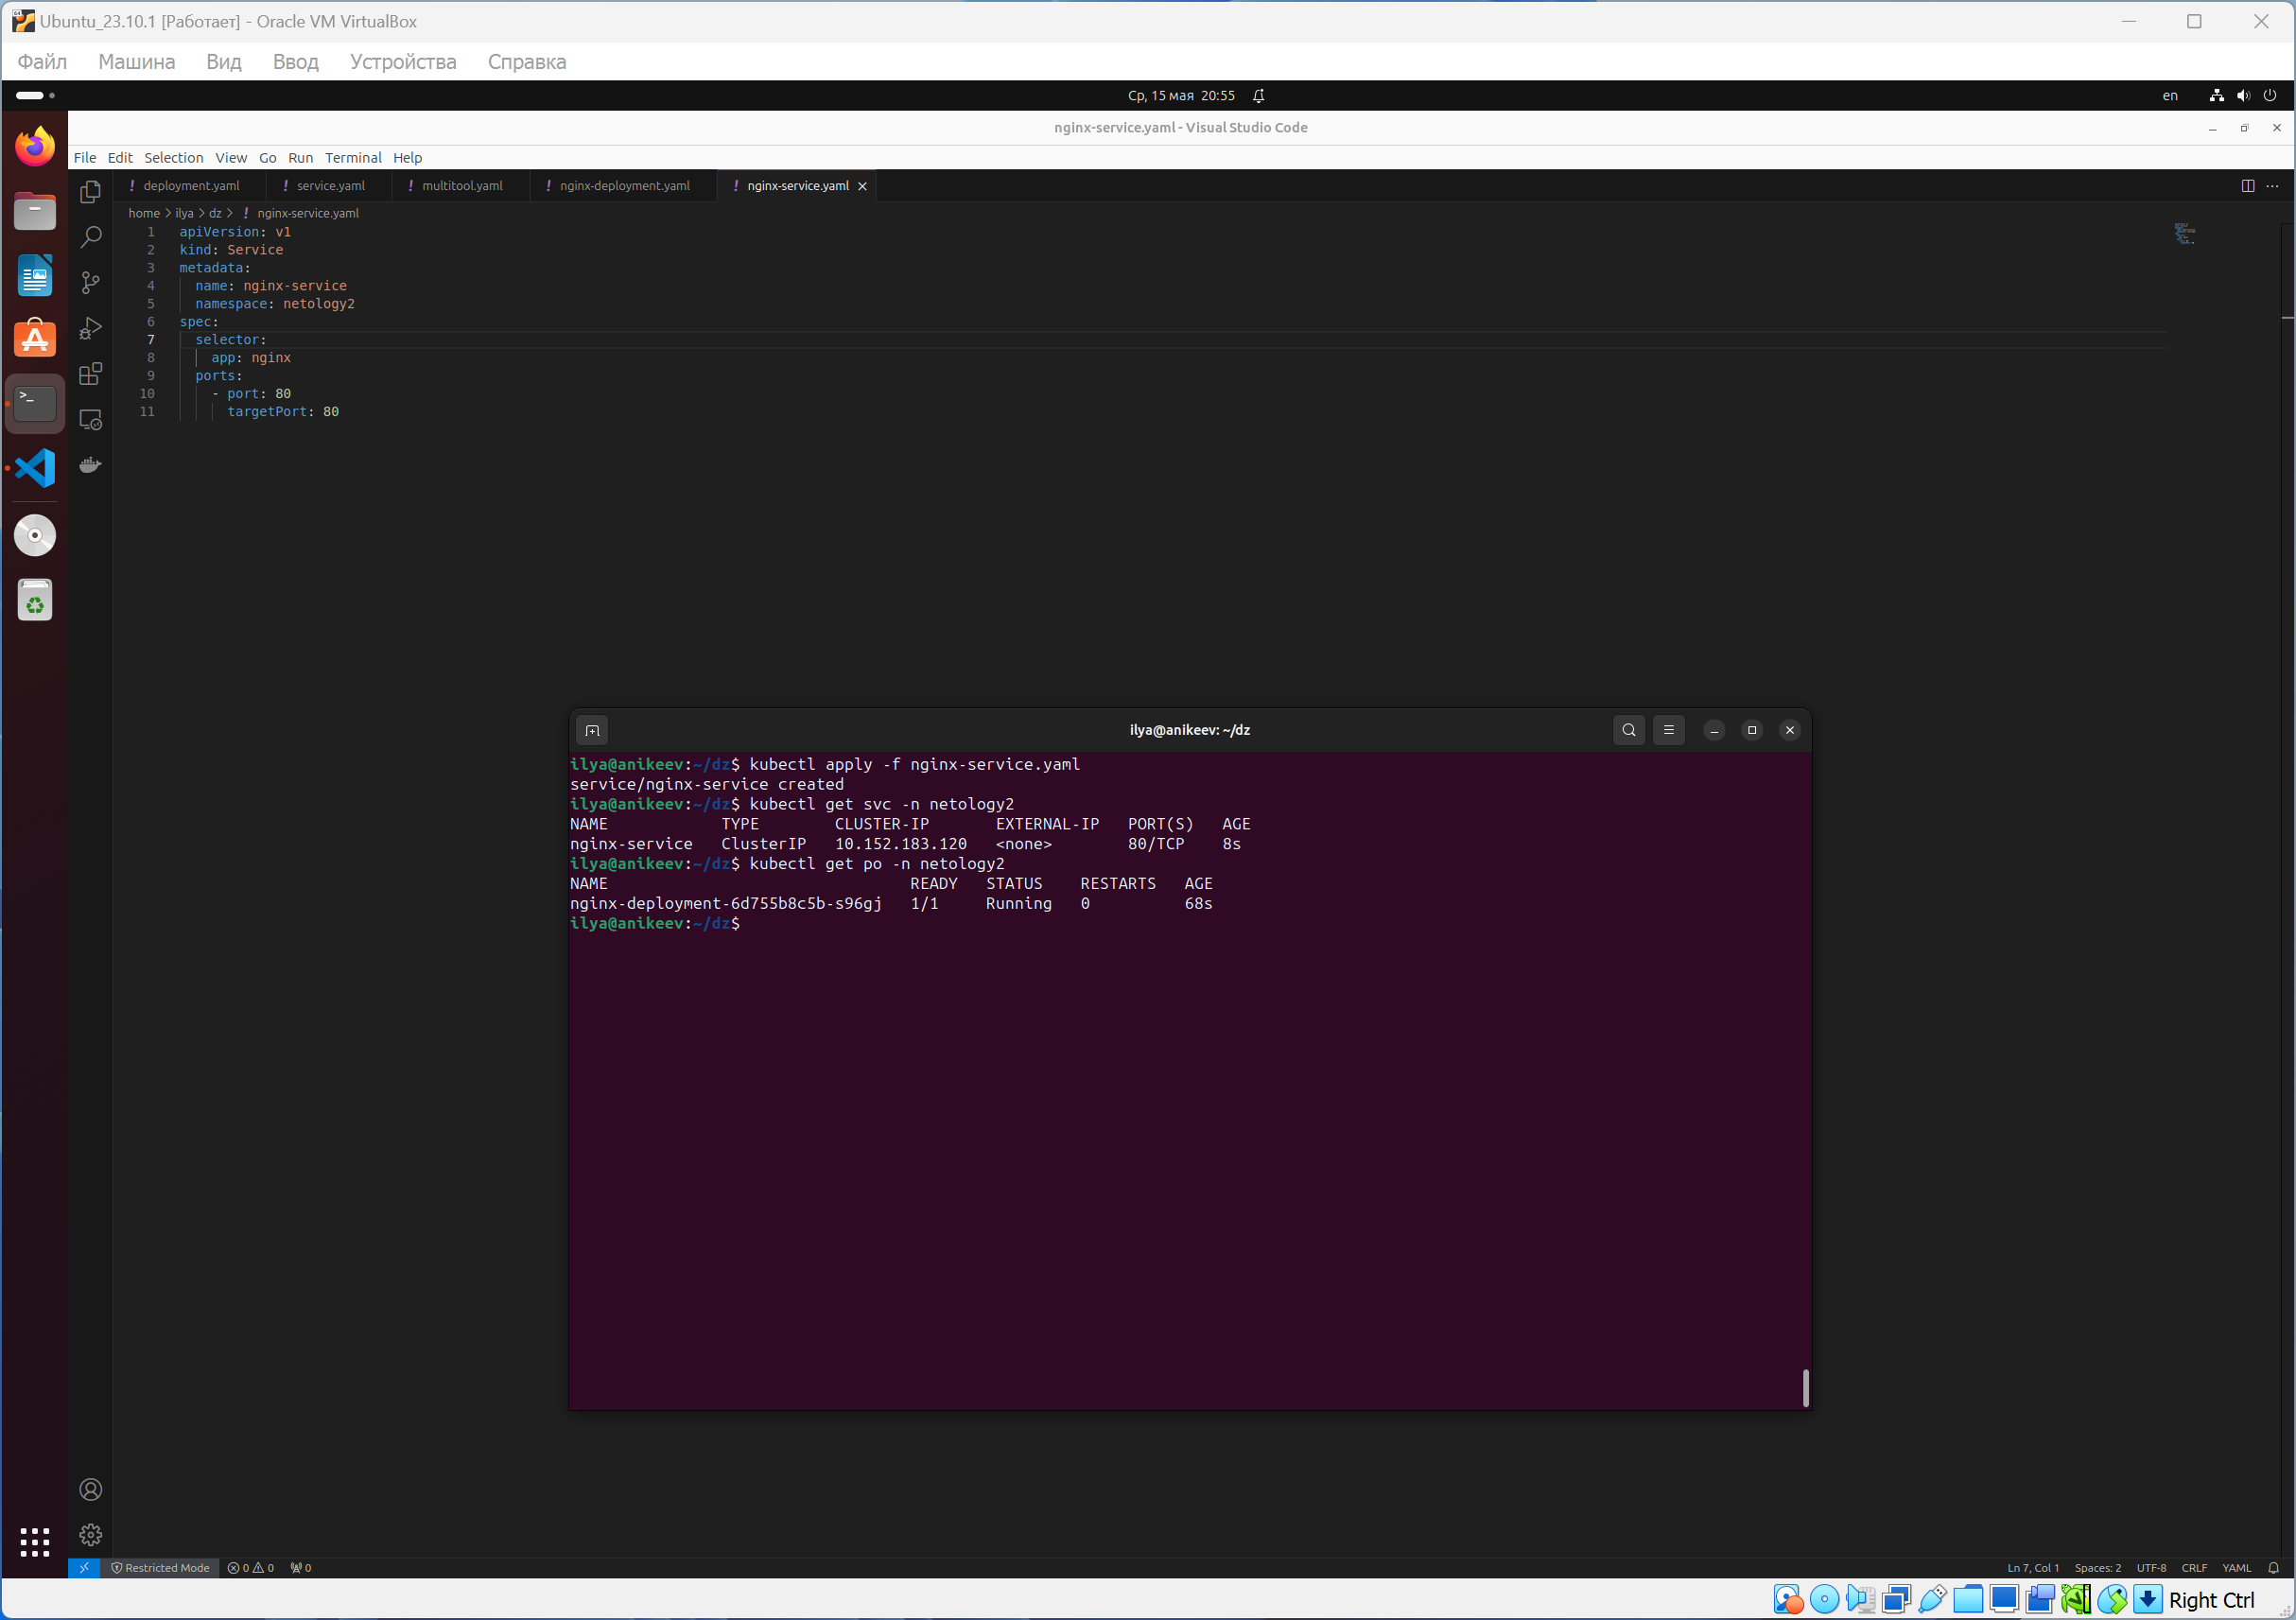 Ubuntu_23.10.1 [Работает] - Oracle VM VirtualBox
Файл Машина Вид Ввод Устройства Справка
Ср, 15 мая 20:55
en
nginx-service.yaml - Visual Studio Code
File Edit Selection View Go Run Terminal Help
! deployment.yaml ! service.yaml ! multitool.yaml ! nginx-deployment.yaml ! nginx-service.yaml
home > ilya > dz > ! nginx-service.yaml
1 apiVersion: v1
2 kind: Service
3 metadata:
4 name: nginx-service
5 namespace: netology2
6 spec:
7 selector:
8 app: nginx
9 ports:
10 - port: 80
11 targetPort: 80
ilya@anikeev: ~/dz
ilya@anikeev:~/dz$ kubectl apply -f nginx-service.yaml
service/nginx-service created
ilya@anikeev:~/dz$ kubectl get svc -n netology2
NAME TYPE CLUSTER-IP EXTERNAL-IP PORT(S) AGE
nginx-service ClusterIP 10.152.183.120 <none> 80/TCP 8s
ilya@anikeev:~/dz$ kubectl get po -n netology2
NAME READY STATUS RESTARTS AGE
nginx-deployment-6d755b8c5b-s96gj 1/1 Running 0 68s
ilya@anikeev:~/dz$
Restricted Mode 0 0 0
Ln 7, Col 1 Spaces: 2 UTF-8 CRLF YAML
Right Ctrl